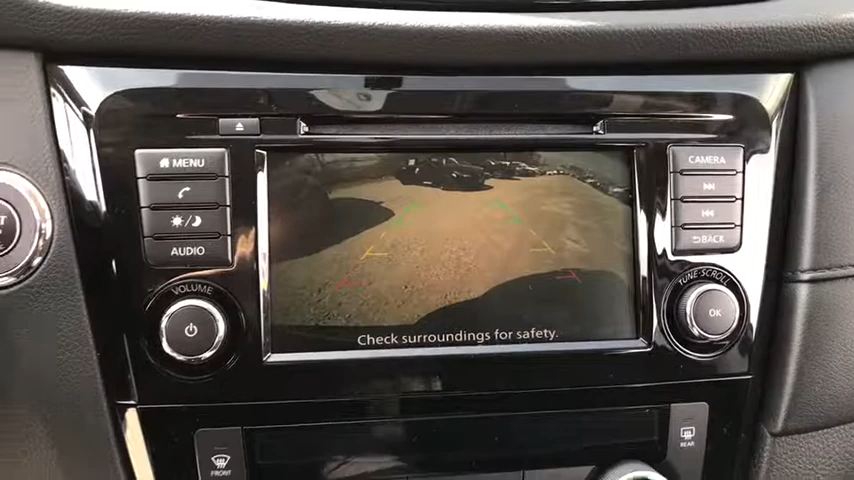 MENU
AUDIO
VOLUME
CAMERA
BACK
TUNE·SCROLL
OK
Check surroundings for safety
FRONT
REAR